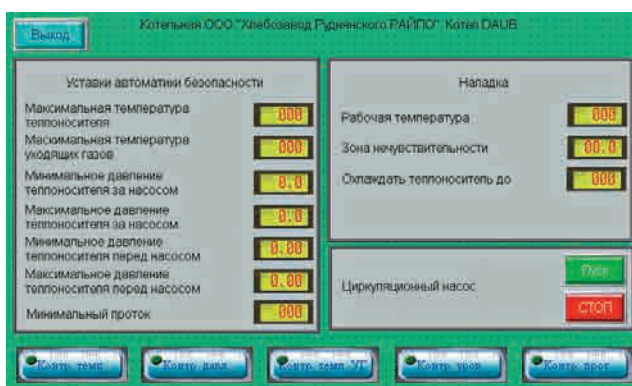 Выход
Котельная ООО "Хлебозавод Руднянского РАЙПО". Котел DAUB
Уставки автоматики безопасности
Максимальная температура
теплоносителя
000
Маскимальная температура
уходящих газов
000
Минимальное давление
теплоносителя за насосом
0.0
Максимальное давление
теплоносителя за насосом
0.0
Минимальное давление
теплоносителя перед насосом
0.00
Максимальное давление
теплоносителя перед насосом
0.00
Минимальный проток
000
Наладка
Рабочая температура
000
Зона нечувствительности
00.0
Охлаждать теплоноситель до
000
Циркуляционный насос
Пуск
СТОП
Контр. темп.
Контр. давл.
Контр. темп. УГ
Контр. уров.
Контр. прот.